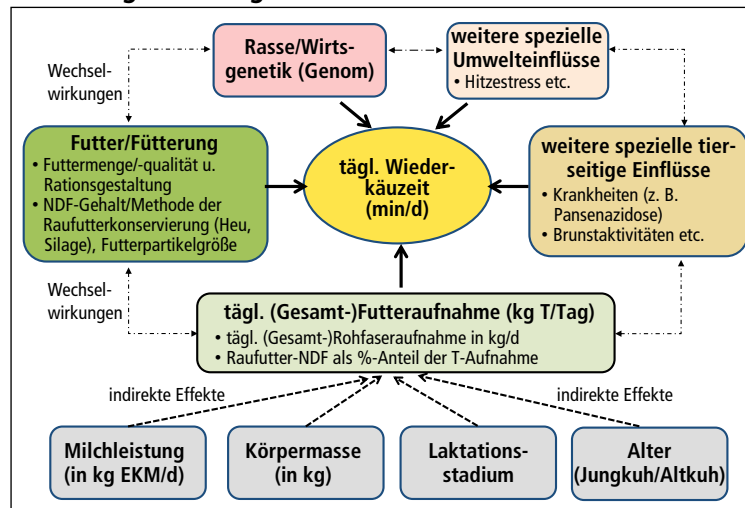 Rasse/Wirts-
genetik (Genom)
weitere spezielle
Umwelteinflüsse
• Hitzestress etc.
Wechsel-
wirkungen
Futter/Fütterung
• Futtermenge/-qualität u.
Rationsgestaltung
• NDF-Gehalt/Methode der
Raufutterkonservierung (Heu,
Silage), Futterpartikelgröße
tägl. Wieder-
käuzeit
(min/d)
weitere spezielle tier-
seitige Einflüsse
• Krankheiten (z. B.
Pansenazidose)
• Brunstaktivitäten etc.
Wechsel-
wirkungen
tägl. (Gesamt-)Futteraufnahme (kg T/Tag)
• tägl. (Gesamt-)Rohfaseraufnahme in kg/d
• Raufutter-NDF als %-Anteil der T-Aufnahme
indirekte Effekte
indirekte Effekte
Milchleistung
(in kg EKM/d)
Körpermasse
(in kg)
Laktations-
stadium
Alter
(Jungkuh/Altkuh)